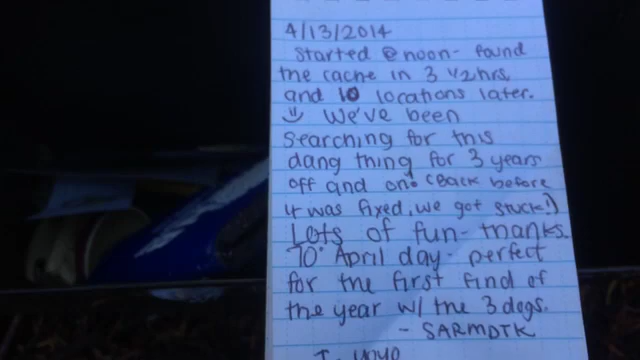 4/13/2014
Started @ noon - found
the cache in 3 1/2 hrs
and 10 locations later.
We've been
Searching for this
dang thing for 3 years
off and on. (Back before
it was fixed, we got stuck!)
Lots of fun - thanks.
70° April day - perfect
for the first find of
the year w/ the 3 dogs.
- SARMDTK